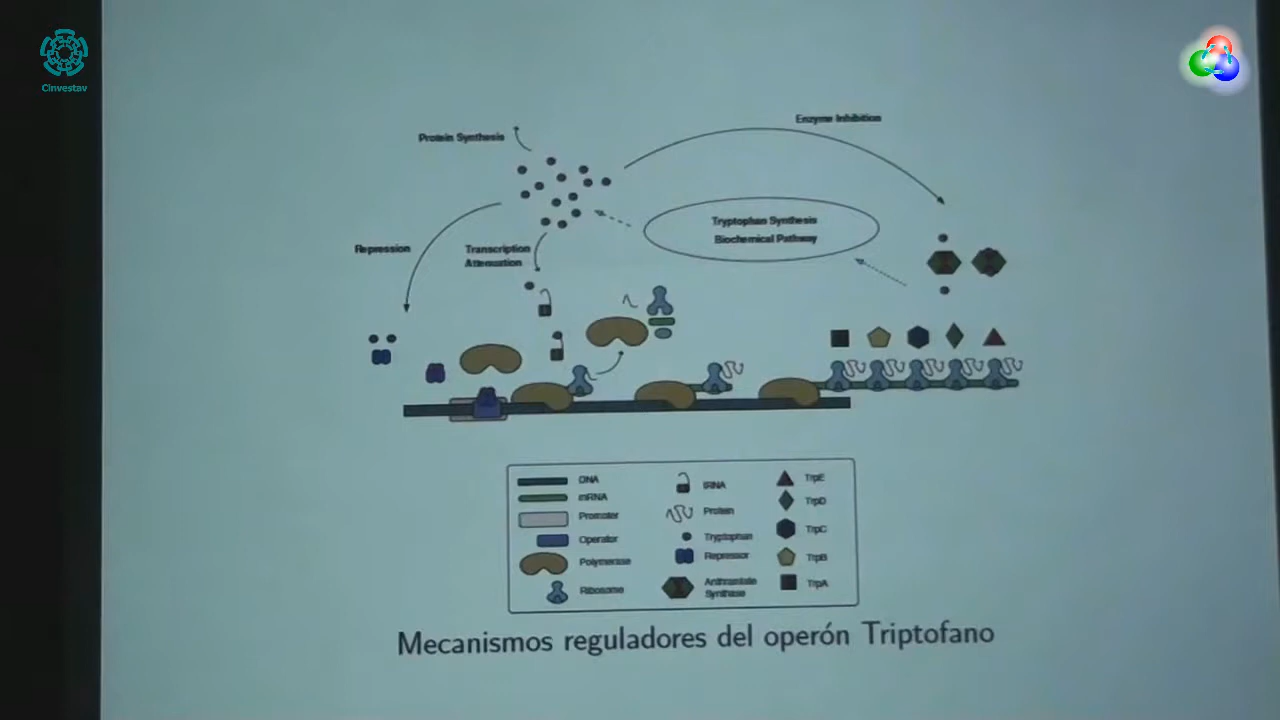 Cinvestav
Enzyme Inhibition
Protein Synthesis
Tryptophan Synthesis
Biochemical Pathway
Repression
Transcription
Attenuation
DNA
mRNA
Promoter
Operator
Polymerase
Ribosome
tRNA
Protein
Tryptophan
Repressor
Anthranilate
Synthase
TrpE
TrpD
TrpC
TrpB
TrpA
Mecanismos reguladores del operón Triptofano